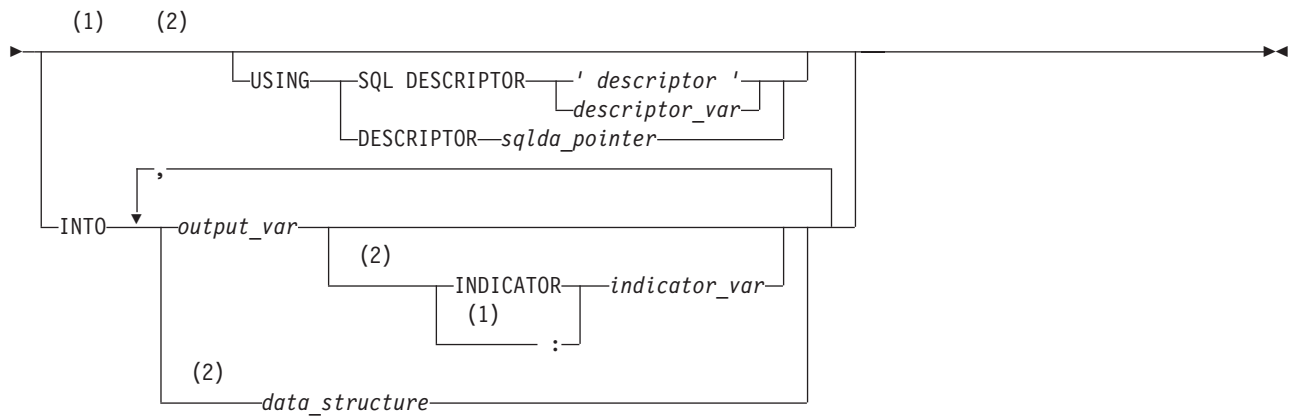 (1) (2)
USING SQL DESCRIPTOR ' descriptor '
descriptor_var
DESCRIPTOR sqlda_pointer
,
INTO output_var
(2)
INDICATOR indicator_var
(1)
:
(2)
data_structure